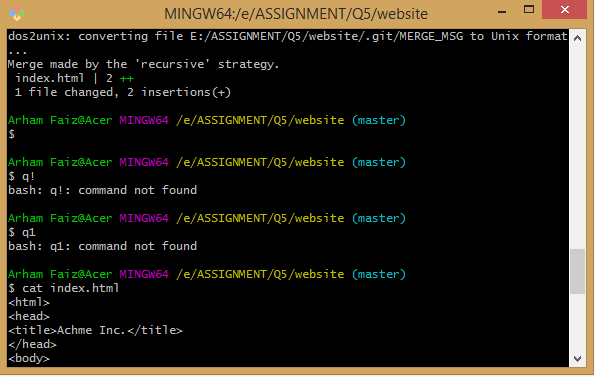 MINGW64:/e/ASSIGNMENT/Q5/website
dos2unix: converting file E:/ASSIGNMENT/Q5/website/.git/MERGE_MSG to Unix format
...
Merge made by the 'recursive' strategy.
 index.html | 2 ++
 1 file changed, 2 insertions(+)
Arham Faiz@Acer MINGW64 /e/ASSIGNMENT/Q5/website (master)
$
Arham Faiz@Acer MINGW64 /e/ASSIGNMENT/Q5/website (master)
$ q!
bash: q!: command not found
Arham Faiz@Acer MINGW64 /e/ASSIGNMENT/Q5/website (master)
$ q1
bash: q1: command not found
Arham Faiz@Acer MINGW64 /e/ASSIGNMENT/Q5/website (master)
$ cat index.html
<html>
<head>
<title>Achme Inc.</title>
</head>
<body>